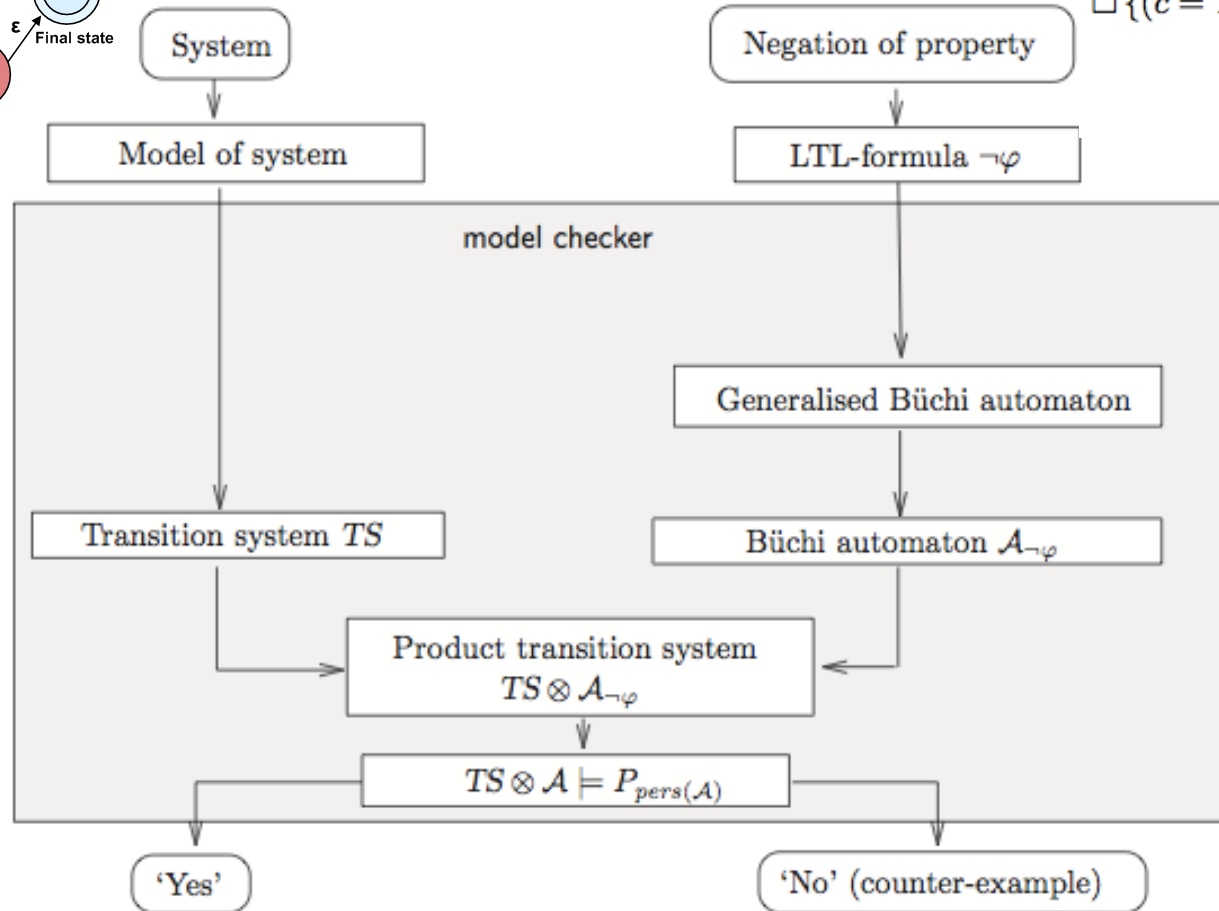 ε
Final state
System
Negation of property
□{(c =
Model of system
LTL-formula ¬φ
model checker
Generalised Büchi automaton
Transition system TS
Büchi automaton 𝒜¬φ
Product transition system
TS ⊗ 𝒜¬φ
TS ⊗ 𝒜 ⊨ Ppers(𝒜)
‘Yes’
‘No’ (counter-example)